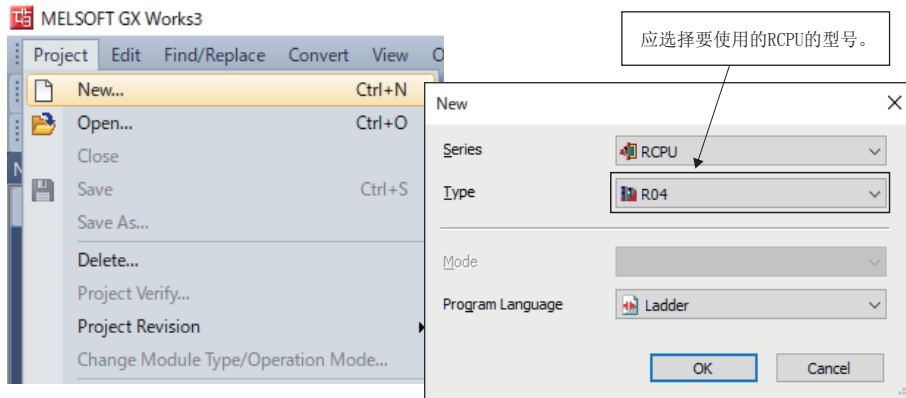 MELSOFT GX Works3
Project Edit Find/Replace Convert View
New... Ctrl+N
Open... Ctrl+O
Close
Save Ctrl+S
Save As...
Delete...
Project Verify...
Project Revision
Change Module Type/Operation Mode...
应选择要使用的RCPU的型号。
New
Series RCPU
Type R04
Mode
Program Language Ladder
OK Cancel